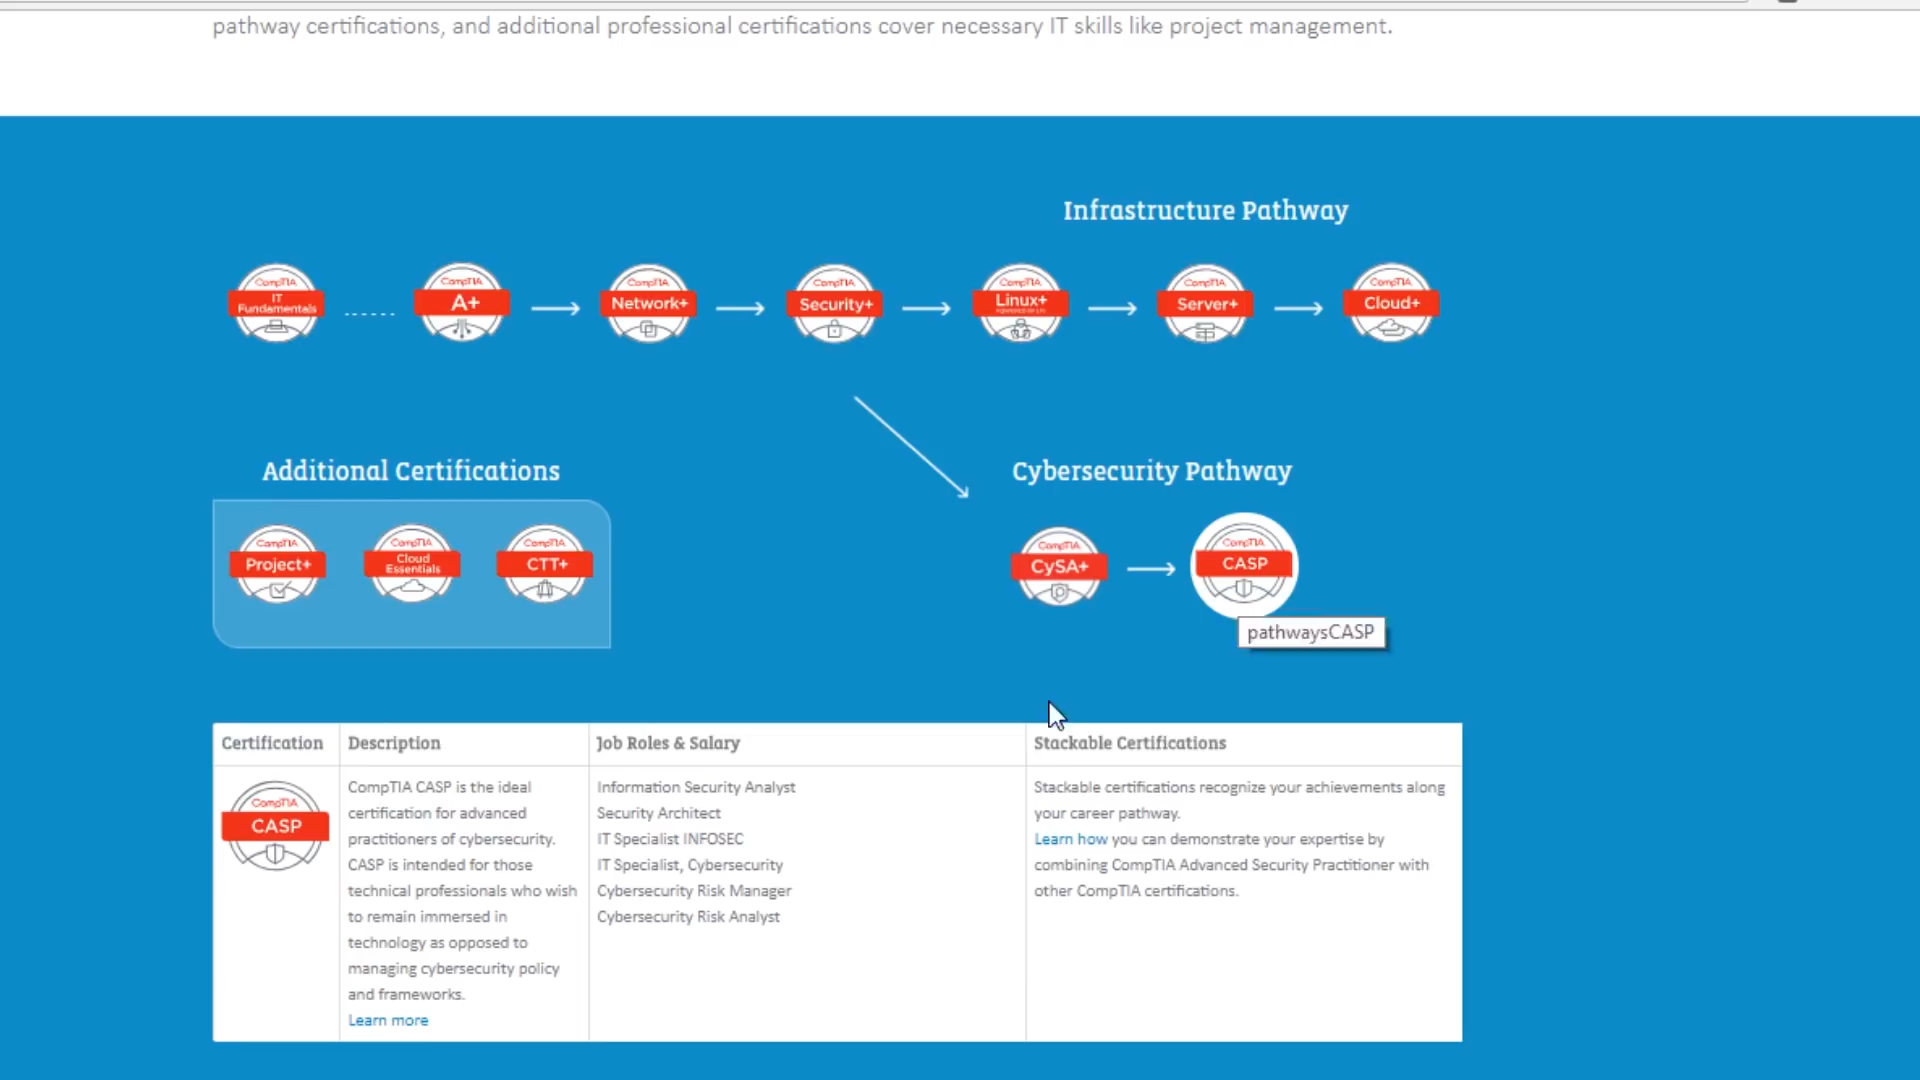 pathway certifications, and additional professional certifications cover necessary IT skills like project management.
Infrastructure Pathway
CompTIA
IT
Fundamentals
CompTIA
A+
CompTIA
Network+
CompTIA
Security+
CompTIA
Linux+
POWERED BY LPI
CompTIA
Server+
CompTIA
Cloud+
Additional Certifications
CompTIA
Project+
CompTIA
Cloud
Essentials
CompTIA
CTT+
Cybersecurity Pathway
CompTIA
CySA+
CompTIA
CASP
pathwaysCASP
Certification
Description
Job Roles & Salary
Stackable Certifications
CompTIA
CASP
CompTIA CASP is the ideal
certification for advanced
practitioners of cybersecurity.
CASP is intended for those
technical professionals who wish
to remain immersed in
technology as opposed to
managing cybersecurity policy
and frameworks.
Learn more
Information Security Analyst
Security Architect
IT Specialist INFOSEC
IT Specialist, Cybersecurity
Cybersecurity Risk Manager
Cybersecurity Risk Analyst
Stackable certifications recognize your achievements along
your career pathway.
Learn how you can demonstrate your expertise by
combining CompTIA Advanced Security Practitioner with
other CompTIA certifications.